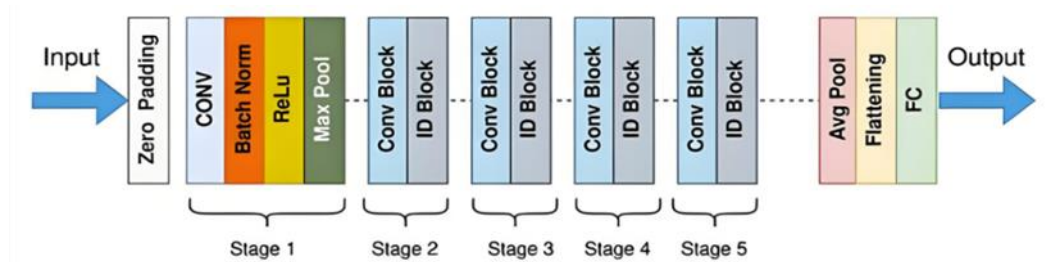 Input
Zero Padding
CONV
Batch Norm
ReLu
Max Pool
Conv Block
ID Block
Conv Block
ID Block
Conv Block
ID Block
Conv Block
ID Block
Avg Pool
Flattening
FC
Output
Stage 1
Stage 2
Stage 3
Stage 4
Stage 5